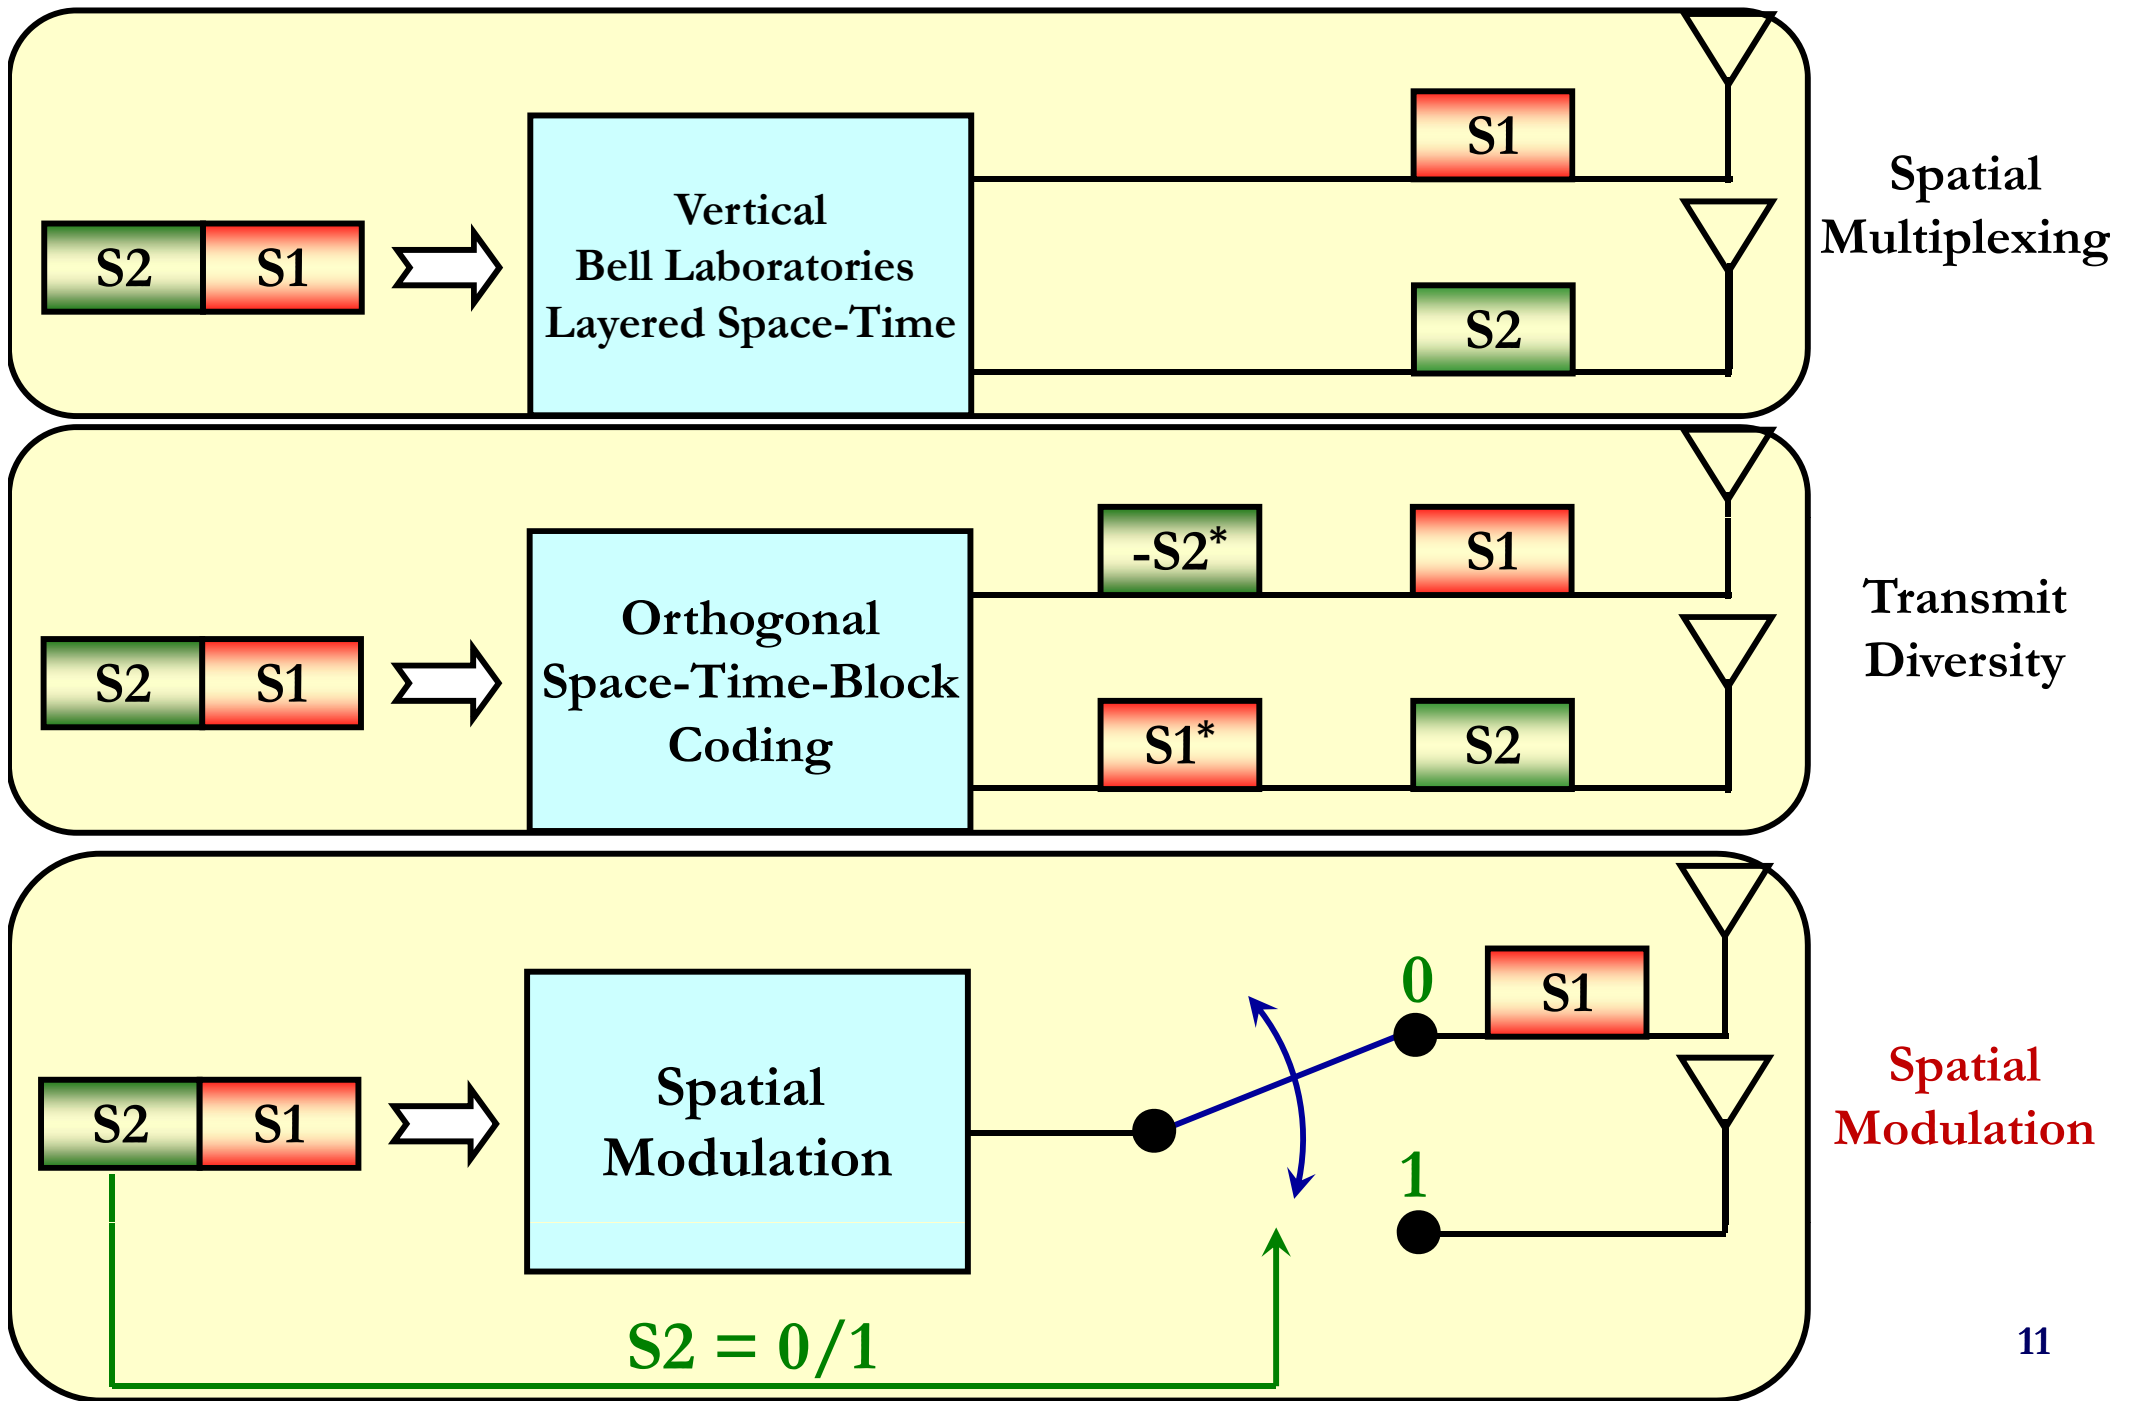 S2 S1
Vertical
Bell Laboratories
Layered Space-Time
S1
S2
Spatial
Multiplexing
S2 S1
Orthogonal
Space-Time-Block
Coding
-S2* S1
S1* S2
Transmit
Diversity
S2 S1
Spatial
Modulation
0
S1
1
S2 = 0/1
Spatial
Modulation
11